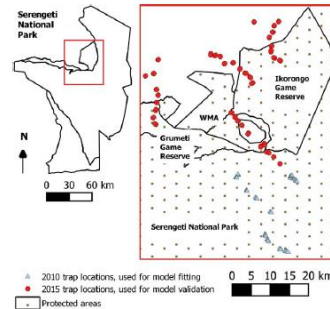 Serengeti
National
Park
N
0 30 60 km
Ikorongo
Game
Reserve
WMA
Grumeti
Game
Reserve
Serengeti National Park
2010 trap locations, used for model fitting
2015 trap locations, used for model validation
Protected areas
0 5 10 15 20
km